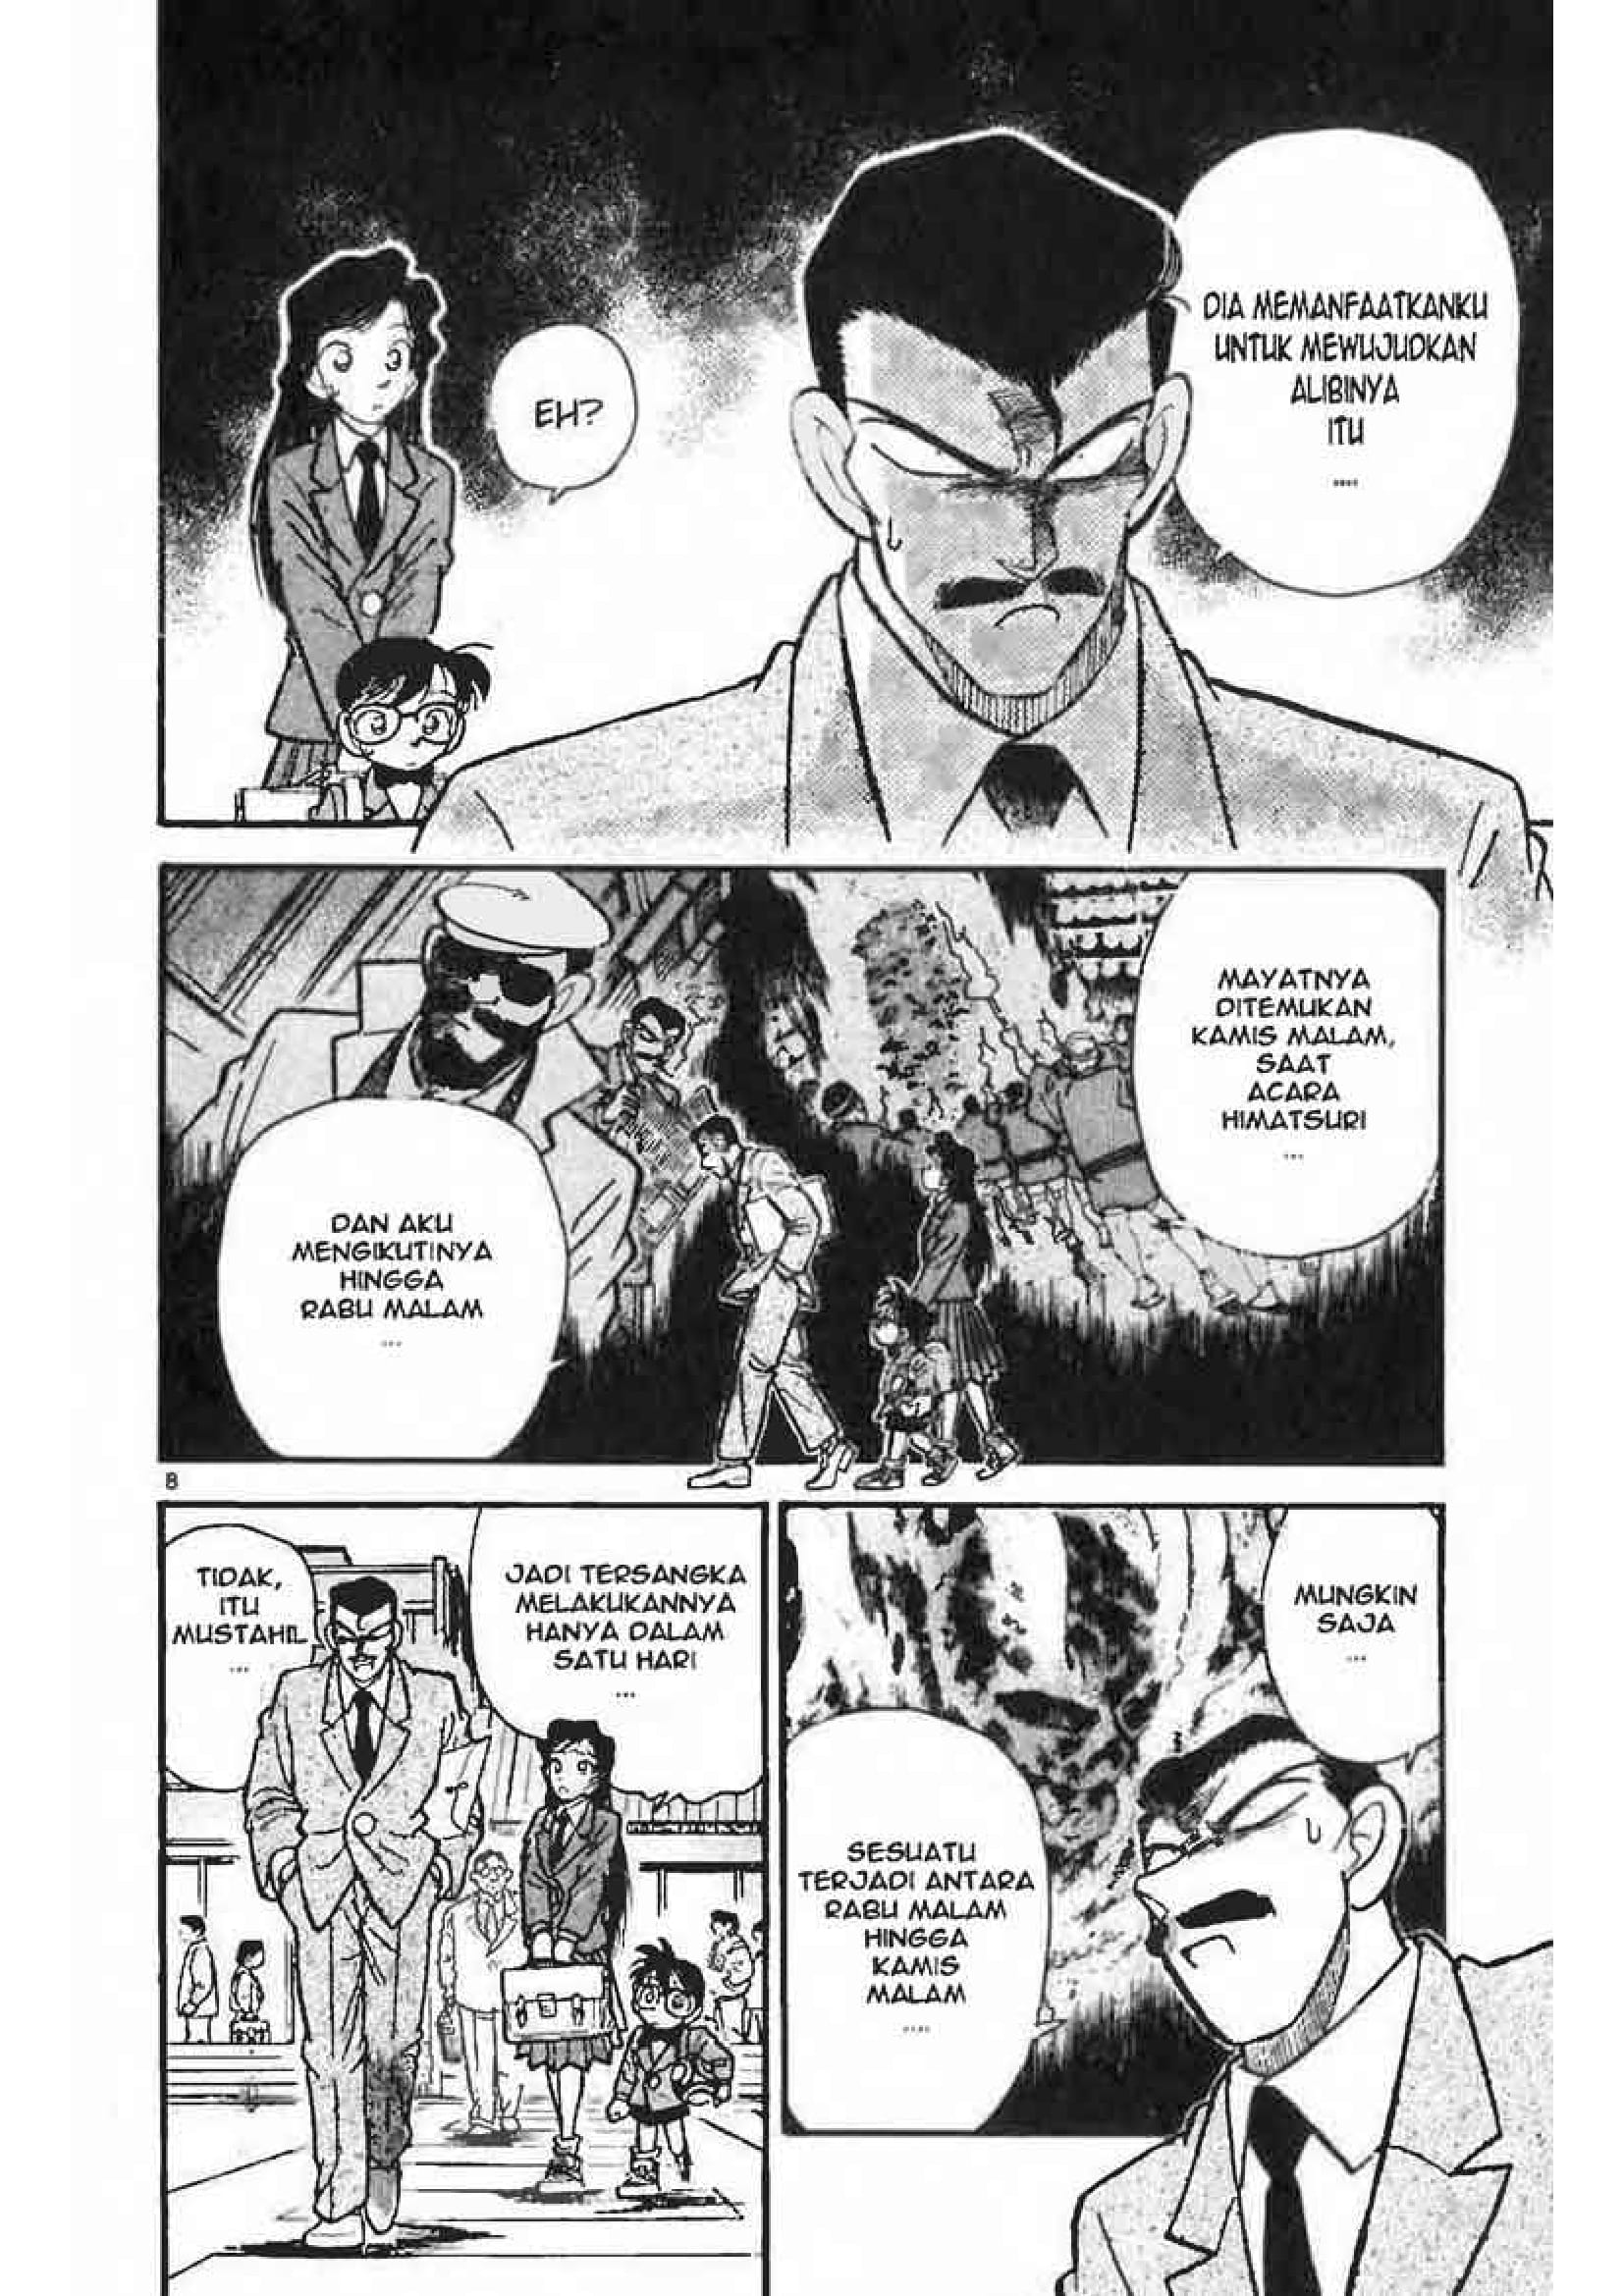 DIA MEMANFAATKANKU
UNTUK MEWUJUDKAN
ALIBINYA
ITU
....
EH?
MAYATNYA
DITEMUKAN
KAMIS MALAM,
SAAT
ACARA
HIMATSURI
...
DAN AKU
MENGIKUTINYA
HINGGA
RABU MALAM
...
8
MUNGKIN
SAJA
...
SESUATU
TERJADI ANTARA
RABU MALAM
HINGGA
KAMIS
MALAM
....
JADI TERSANGKA
MELAKUKANNYA
HANYA DALAM
SATU HARI
...
TIDAK,
ITU
MUSTAHIL
...